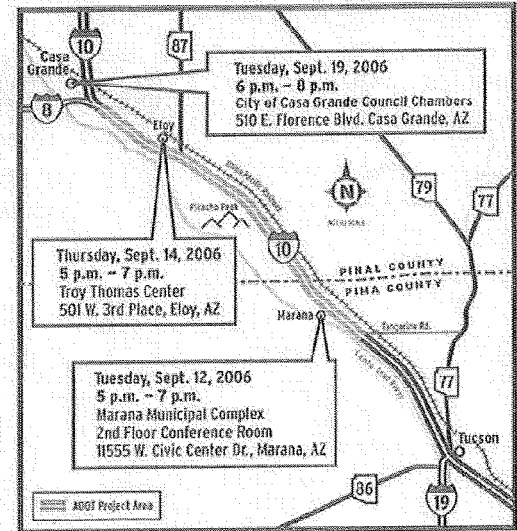 10
87
Casa
Grande
8
Tuesday, Sept. 19, 2006
6 p.m. – 8 p.m.
City of Casa Grande Council Chambers
510 E. Florence Blvd. Casa Grande, AZ
Eloy
Picacho Peak
N
79
77
10
PINAL COUNTY
PIMA COUNTY
Thursday, Sept. 14, 2006
5 p.m. – 7 p.m.
Troy Thomas Center
501 W. 3rd Place, Eloy, AZ
Marana
Tangerine Rd.
Tuesday, Sept. 12, 2006
5 p.m. – 7 p.m.
Marana Municipal Complex
2nd Floor Conference Room
11555 W. Civic Center Dr., Marana, AZ
77
Tucson
86
19
ADOT Project Area